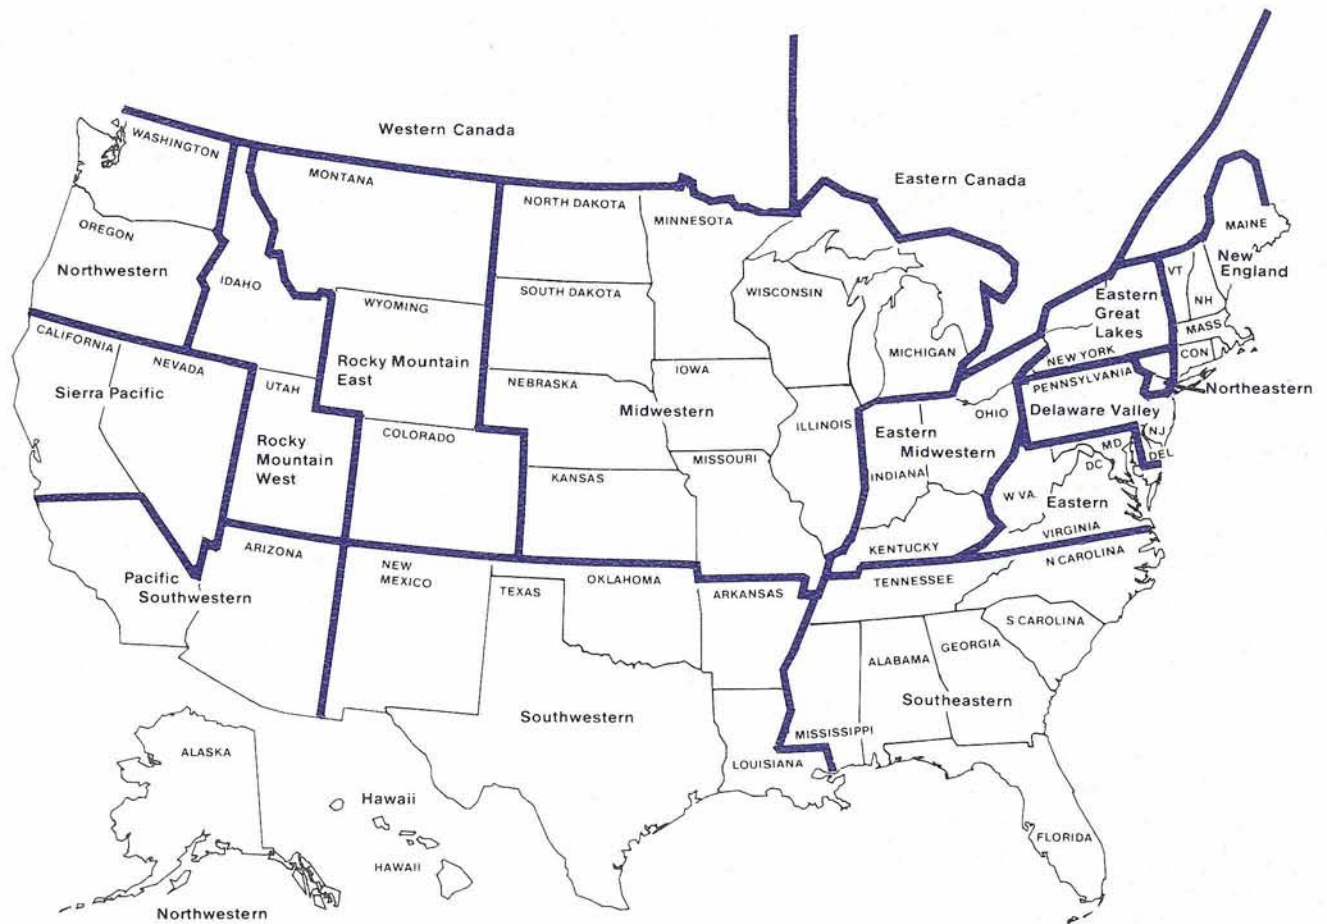 Western Canada
WASHINGTON
MONTANA
NORTH DAKOTA
MINNESOTA
Eastern Canada
MAINE
OREGON
Northwestern
IDAHO
WYOMING
SOUTH DAKOTA
WISCONSIN
MICHIGAN
VT
NH
New
England
Eastern
Great
Lakes
MASS
CON
NEW YORK
CALIFORNIA
NEVADA
Sierra Pacific
UTAH
Rocky Mountain
East
NEBRASKA
IOWA
Midwestern
ILLINOIS
OHIO
PENNSYLVANIA
Northeastern
Delaware Valley
NJ
DEL
MD
DC
Rocky
Mountain
West
COLORADO
KANSAS
MISSOURI
Eastern
Midwestern
INDIANA
W VA.
Eastern
VIRGINIA
KENTUCKY
ARIZONA
NEW
MEXICO
TEXAS
OKLAHOMA
ARKANSAS
TENNESSEE
N CAROLINA
Pacific
Southwestern
S CAROLINA
GEORGIA
ALABAMA
Southeastern
Southwestern
MISSISSIPPI
LOUISIANA
ALASKA
Hawaii
HAWAII
FLORIDA
Northwestern